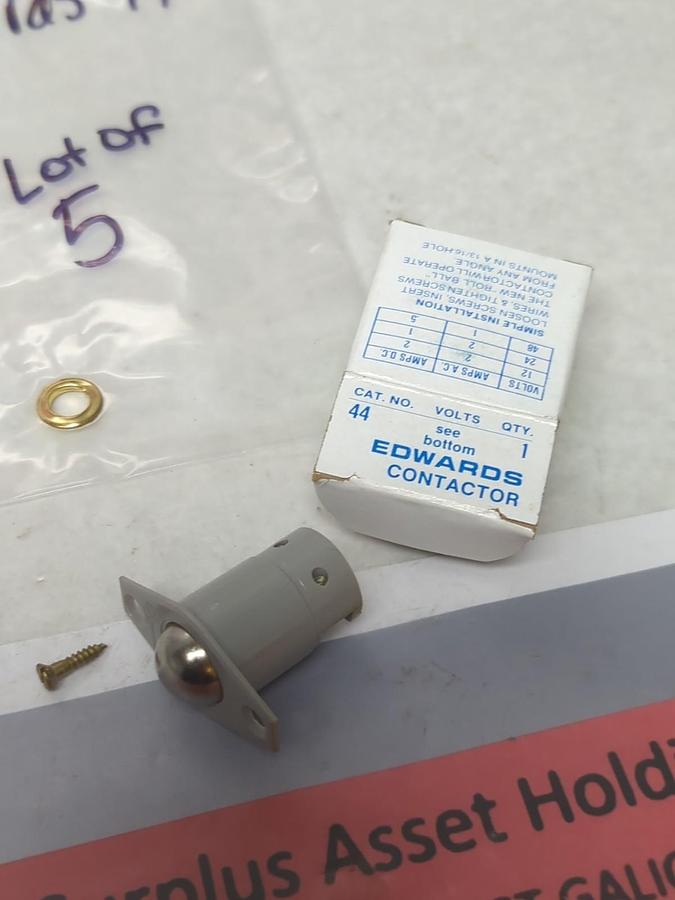 Lot of
5
VOLTS AMPS A.C. AMPS D.C.
12 2 2
24 2 1
48 1 5
SIMPLE INSTALLATION
LOOSEN SCREWS, INSERT
WIRES, & TIGHTEN SCREWS
THE NEW "ROLL BALL"
CONTACTOR WILL OPERATE
FROM ANY ANGLE.
MOUNTS IN A 13/16 HOLE
CAT. NO. VOLTS QTY.
44 see bottom 1
EDWARDS
CONTACTOR
Surplus Asset Holdi
GALIC